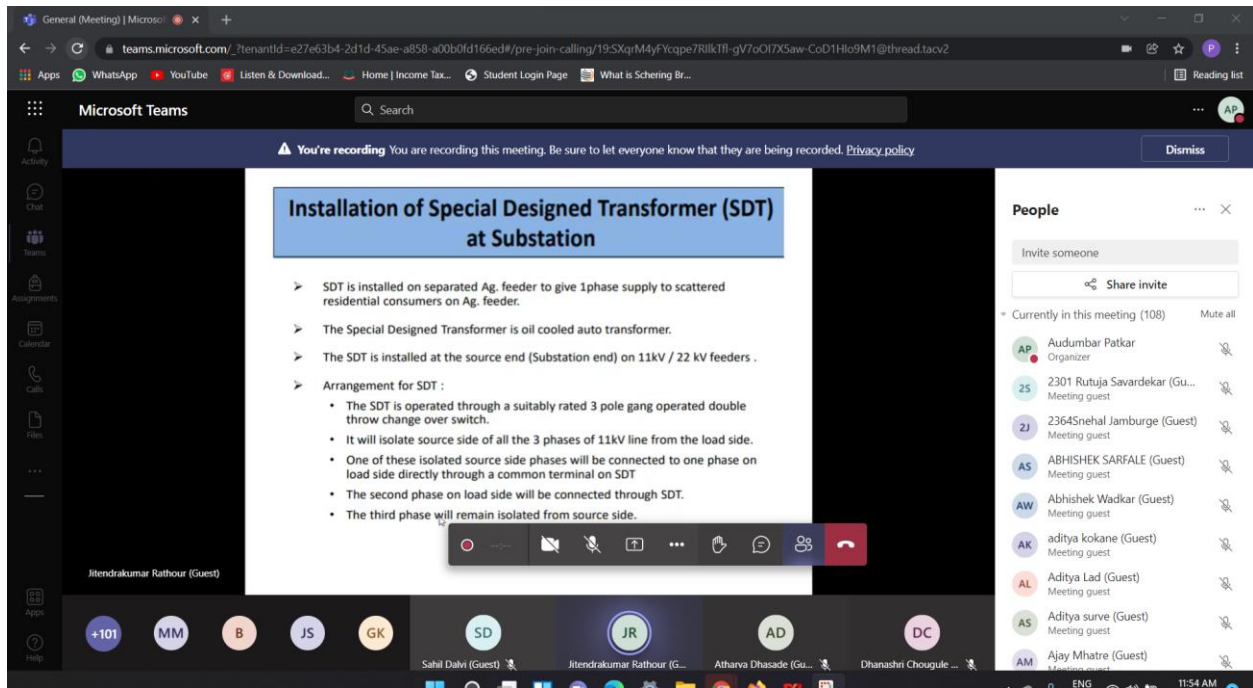 General (Meeting) | Microsof
teams.microsoft.com/_?tenantId=e27e63b4-2d1d-45ae-a858-a00b0fd166ed#/pre-join-calling/19:SXqrM4yFYcqpe7RIlkTfl-gV7oOI7X5aw-CoD1HIo9M1@thread.tacv2
P
Apps WhatsApp YouTube Listen & Download... Home | Income Tax... Student Login Page What is Schering Br... Reading list
Microsoft Teams Search AP
You're recording You are recording this meeting. Be sure to let everyone know that they are being recorded. Privacy policy Dismiss
Activity
Chat
Teams
Assignments
Calendar
Calls
Files
Apps
Help
Installation of Special Designed Transformer (SDT)
at Substation
➢ SDT is installed on separated Ag. feeder to give 1phase supply to scattered
residential consumers on Ag. feeder.
➢ The Special Designed Transformer is oil cooled auto transformer.
➢ The SDT is installed at the source end (Substation end) on 11kV / 22 kV feeders .
➢ Arrangement for SDT :
• The SDT is operated through a suitably rated 3 pole gang operated double
throw change over switch.
• It will isolate source side of all the 3 phases of 11kV line from the load side.
• One of these isolated source side phases will be connected to one phase on
load side directly through a common terminal on SDT
• The second phase on load side will be connected through SDT.
• The third phase will remain isolated from source side.
--:--
Jitendrakumar Rathour (Guest)
+101 MM B JS GK SD JR AD DC
Sahil Dalvi (Guest) Jitendrakumar Rathour (G... Atharva Dhasade (Gu... Dhanashri Chougule ...
People
Invite someone
Share invite
Currently in this meeting (108) Mute all
AP Audumbar Patkar
Organizer
2S 2301 Rutuja Savardekar (Gu...
Meeting guest
2J 2364Snehal Jamburge (Guest)
Meeting guest
AS ABHISHEK SARFALE (Guest)
Meeting guest
AW Abhishek Wadkar (Guest)
Meeting guest
AK aditya kokane (Guest)
Meeting guest
AL Aditya Lad (Guest)
Meeting guest
AS Aditya surve (Guest)
Meeting guest
AM Ajay Mhatre (Guest)
Meeting guest
ENG 11:54 AM